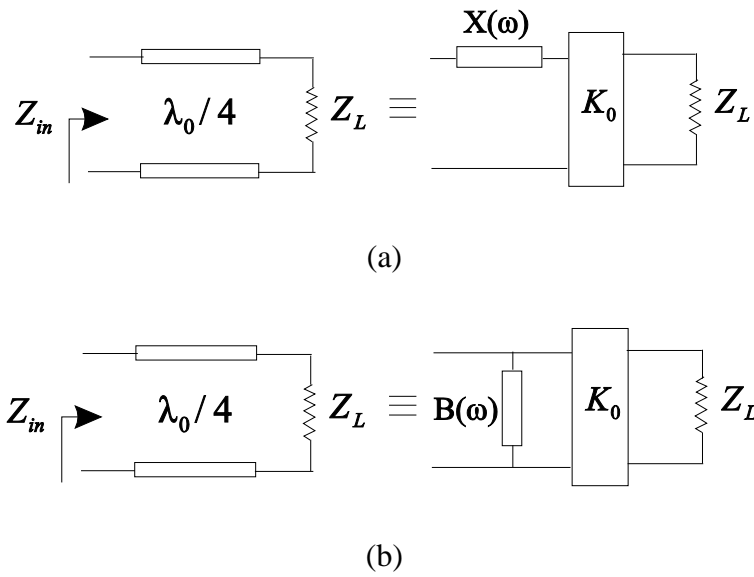 X(ω)
Z_in λ₀/4 Z_L ≡ K₀ Z_L
(a)
Z_in λ₀/4 Z_L ≡ B(ω) K₀ Z_L
(b)